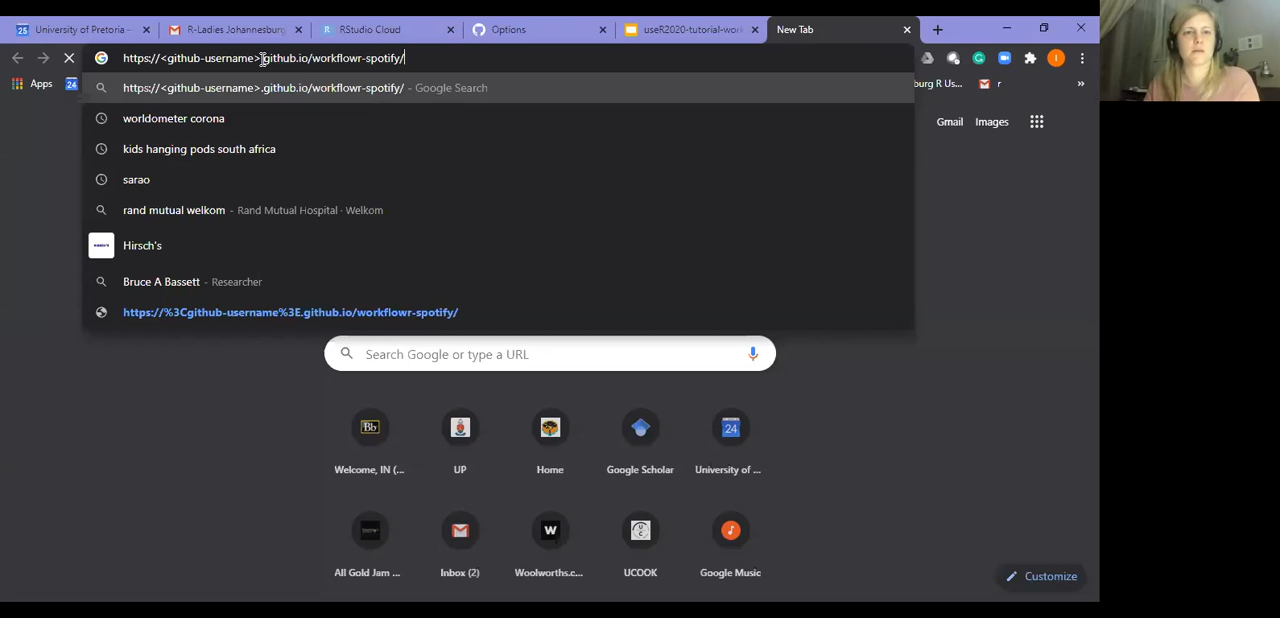 University of Pretoria –
R-Ladies Johannesburg
RStudio Cloud
Options
useR2020-tutorial-work
New Tab
https://<github-username>.github.io/workflowr-spotify/
Apps
burg R Us...
r
»
https://<github-username>.github.io/workflowr-spotify/ - Google Search
worldometer corona
Gmail
Images
kids hanging pods south africa
sarao
rand mutual welkom - Rand Mutual Hospital · Welkom
Hirsch's
Bruce A Bassett - Researcher
https://%3Cgithub-username%3E.github.io/workflowr-spotify/
Search Google or type a URL
Welcome, IN (...
UP
Home
Google Scholar
University of ...
All Gold Jam ...
Inbox (2)
Woolworths.c...
UCOOK
Google Music
Customize